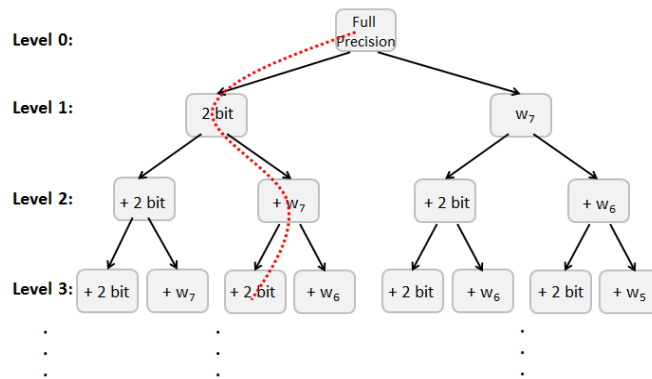 Level 0:
Full
Precision
Level 1:
2 bit
w₇
Level 2:
+ 2 bit
+ w₇
+ 2 bit
+ w₆
Level 3:
+ 2 bit
+ w₇
+ 2 bit
+ w₆
+ 2 bit
+ w₆
+ 2 bit
+ w₅